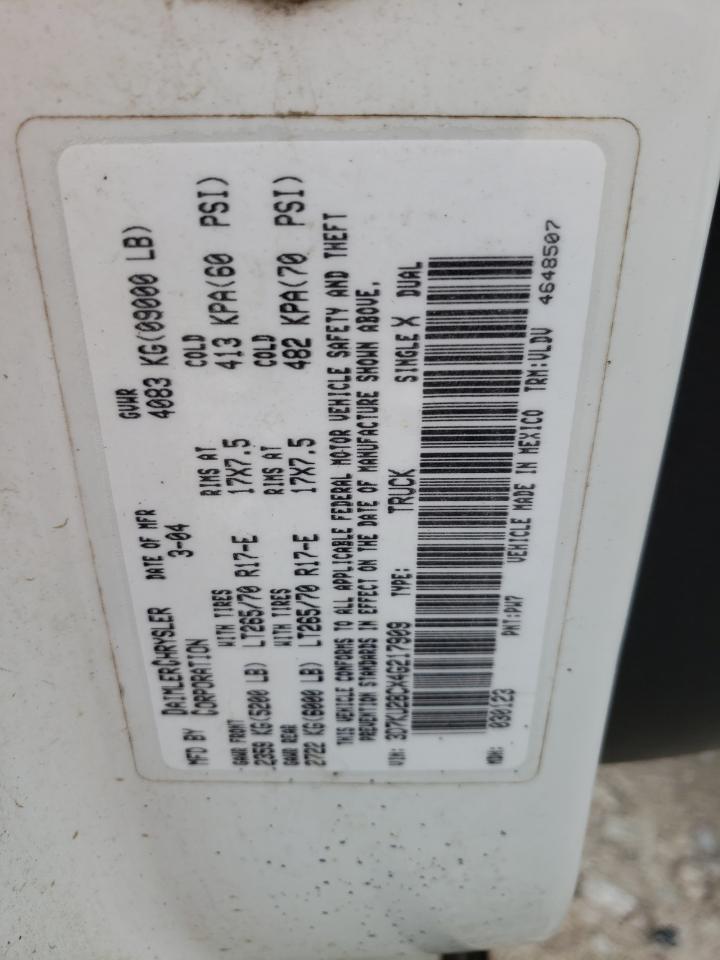 MFD BY DAIMLERCHRYSLER DATE OF MFR GVWR
CORPORATION 3-04 4083 KG(09000 LB)
GAWR FRONT WITH TIRES RIMS AT COLD
2359 KG(5200 LB) LT265/70 R17-E 17X7.5 413 KPA(60 PSI)
GAWR REAR WITH TIRES RIMS AT COLD
2722 KG(6000 LB) LT265/70 R17-E 17X7.5 482 KPA(70 PSI)
THIS VEHICLE CONFORMS TO ALL APPLICABLE FEDERAL MOTOR VEHICLE SAFETY AND THEFT
PREVENTION STANDARDS IN EFFECT ON THE DATE OF MANUFACTURE SHOWN ABOVE.
VIN: 3D7KU28CX4G217909 TYPE: TRUCK SINGLE X DUAL
MDH: 030123 PNT:PW7 VEHICLE MADE IN MEXICO TRM:VLDV 4648507